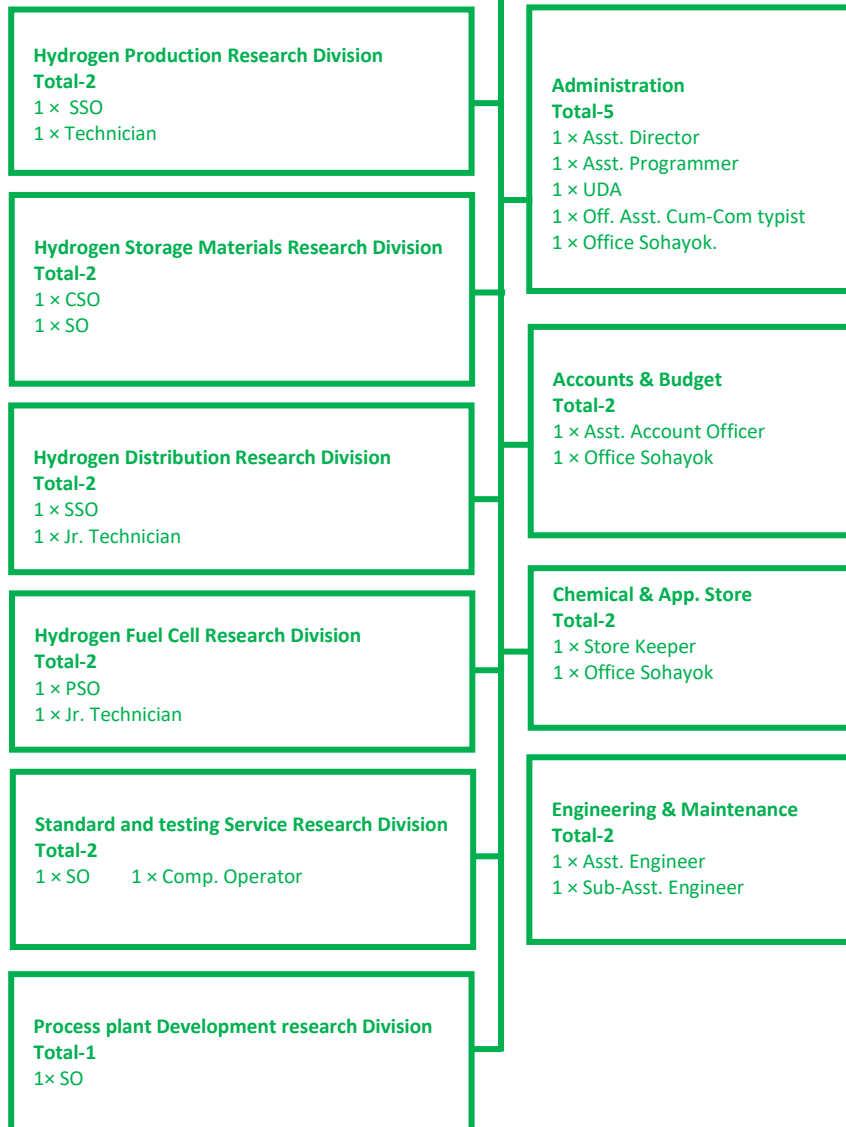 Hydrogen Production Research Division
Total-2
1 × SSO
1 × Technician
Hydrogen Storage Materials Research Division
Total-2
1 × CSO
1 × SO
Hydrogen Distribution Research Division
Total-2
1 × SSO
1 × Jr. Technician
Hydrogen Fuel Cell Research Division
Total-2
1 × PSO
1 × Jr. Technician
Standard and testing Service Research Division
Total-2
1 × SO 1 × Comp. Operator
Process plant Development research Division
Total-1
1× SO
Administration
Total-5
1 × Asst. Director
1 × Asst. Programmer
1 × UDA
1 × Off. Asst. Cum-Com typist
1 × Office Sohayok.
Accounts & Budget
Total-2
1 × Asst. Account Officer
1 × Office Sohayok
Chemical & App. Store
Total-2
1 × Store Keeper
1 × Office Sohayok
Engineering & Maintenance
Total-2
1 × Asst. Engineer
1 × Sub-Asst. Engineer